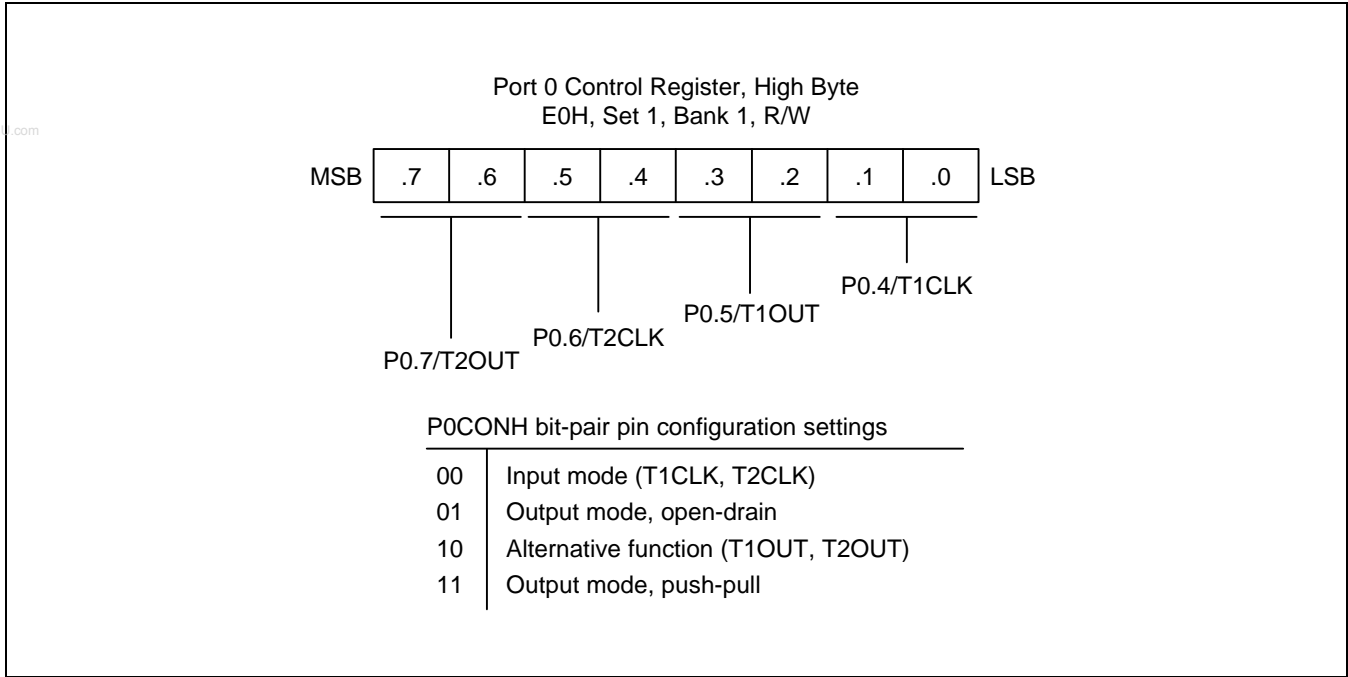 Port 0 Control Register, High Byte
E0H, Set 1, Bank 1, R/W
U.com
MSB .7 .6 .5 .4 .3 .2 .1 .0 LSB
P0.4/T1CLK
P0.5/T1OUT
P0.6/T2CLK
P0.7/T2OUT
P0CONH bit-pair pin configuration settings
00 Input mode (T1CLK, T2CLK)
01 Output mode, open-drain
10 Alternative function (T1OUT, T2OUT)
11 Output mode, push-pull